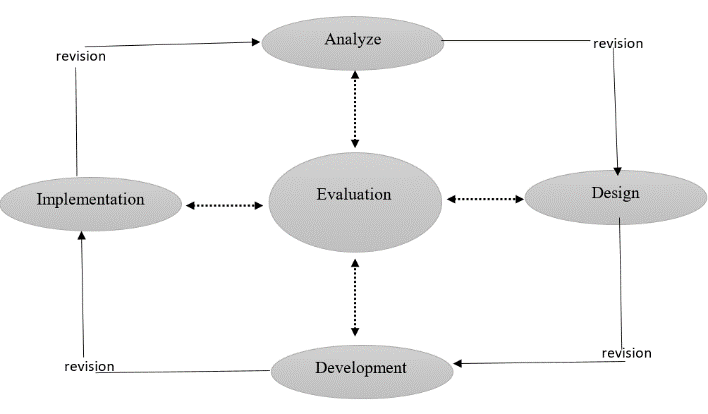 Analyze
revision
revision
Implementation
Evaluation
Design
revision
revision
Development